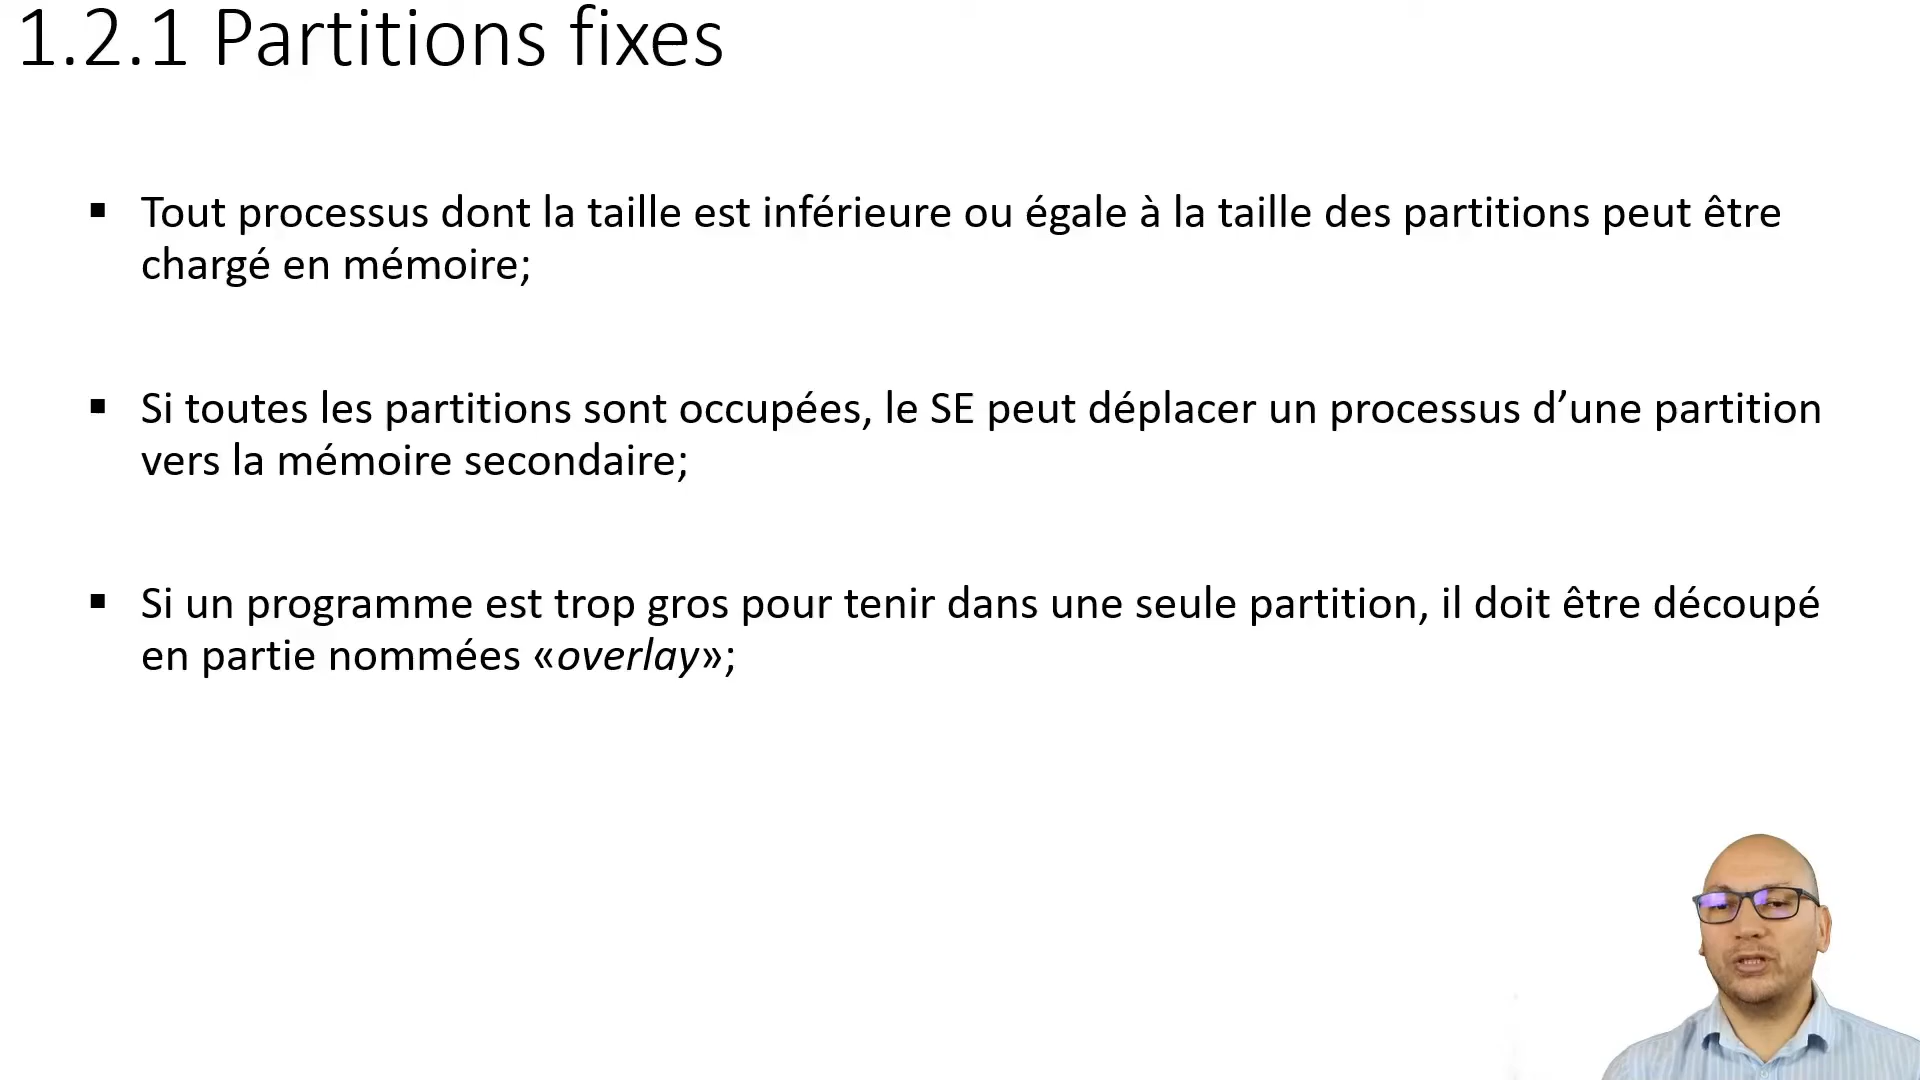 1.2.1 Partitions fixes
▪ Tout processus dont la taille est inférieure ou égale à la taille des partitions peut être
chargé en mémoire;
▪ Si toutes les partitions sont occupées, le SE peut déplacer un processus d’une partition
vers la mémoire secondaire;
▪ Si un programme est trop gros pour tenir dans une seule partition, il doit être découpé
en partie nommées «overlay»;